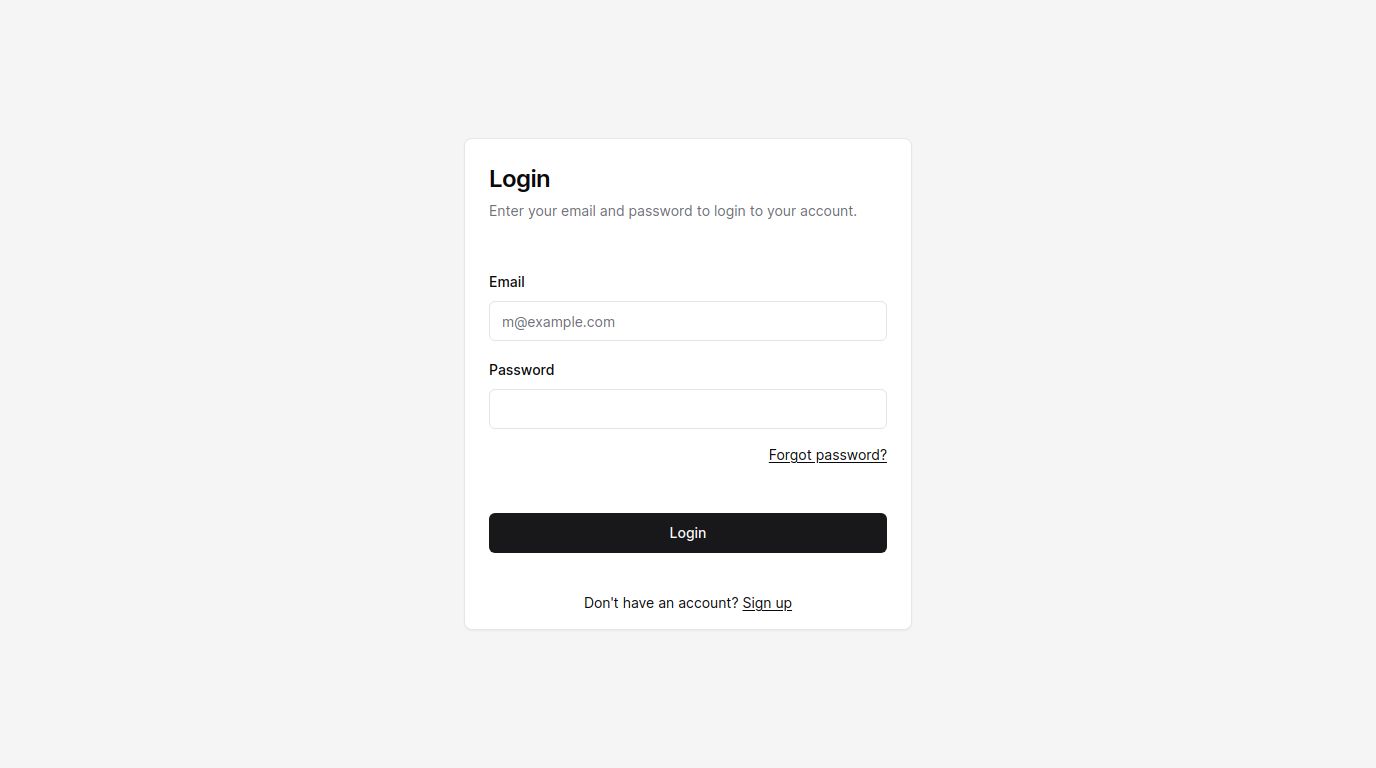 Login
Enter your email and password to login to your account.
Email
m@example.com
Password
Forgot password?
Login
Don't have an account? Sign up